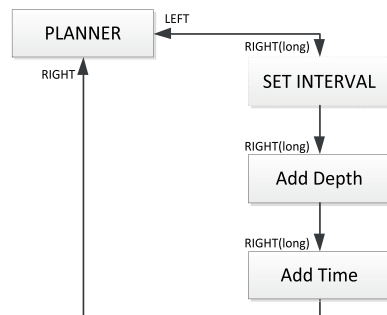 LEFT
PLANNER
RIGHT(long)
RIGHT
SET INTERVAL
RIGHT(long)
Add Depth
RIGHT(long)
Add Time